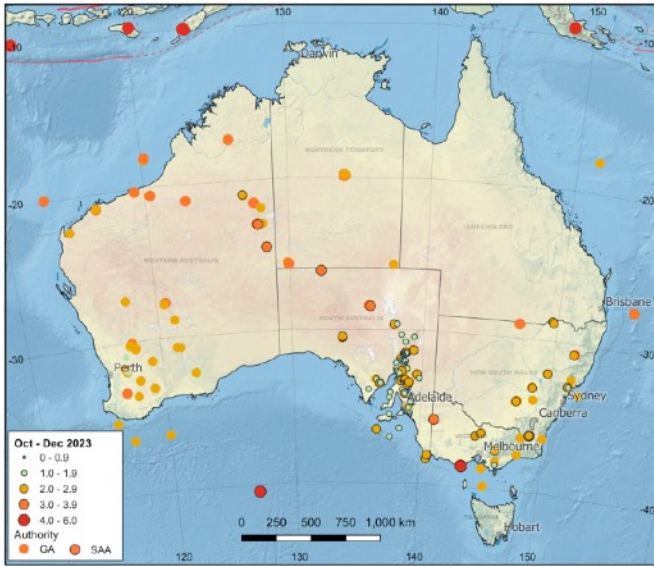 120
130
140
150
-10
Darwin
NORTHERN TERRITORY
-20
QUEENSLAND
WESTERN AUSTRALIA
Brisbane
SOUTH AUSTRALIA
-30
-30
Perth
NEW SOUTH WALES
Adelaide
Sydney
Canberra
Melbourne
Oct - Dec 2023
0 - 0.9
1.0 - 1.9
2.0 - 2.9
3.0 - 3.9
4.0 - 6.0
Authority
GA SAA
-40
0 250 500 750 1,000 km
Hobart
120
130
140
150